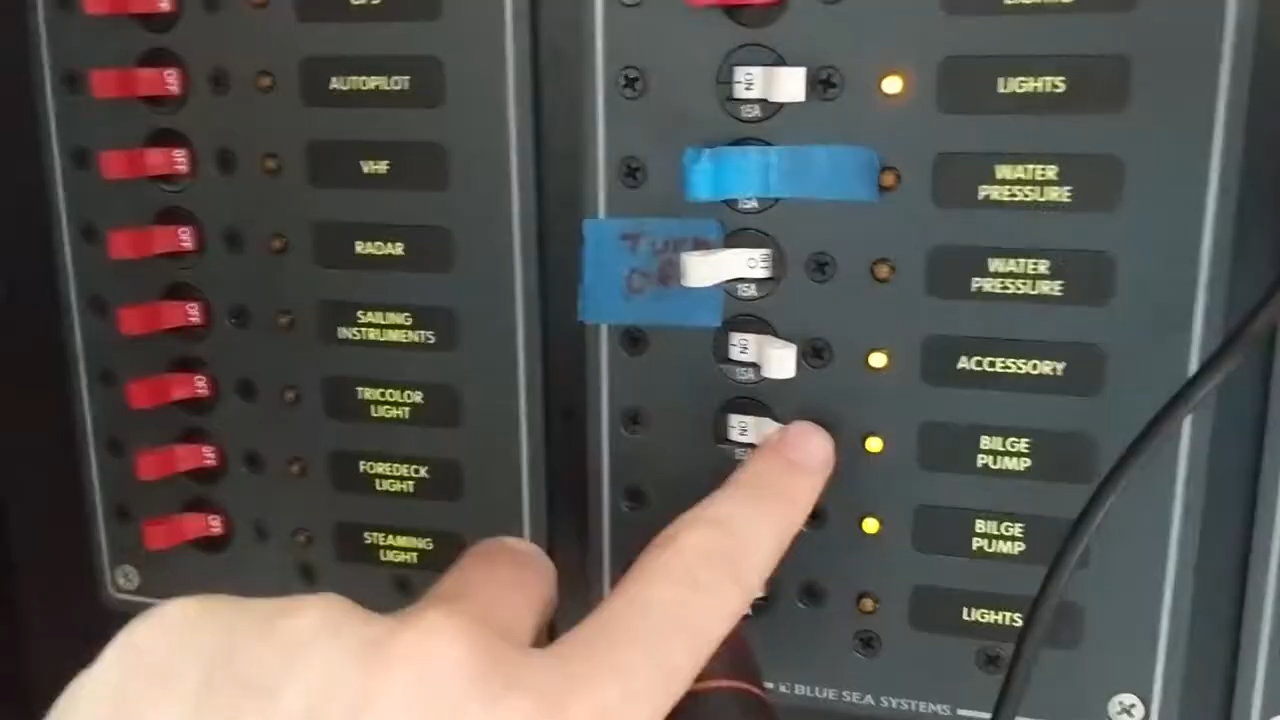 AUTOPILOT
OFF
VHF
OFF
RADAR
OFF
SAILING
INSTRUMENTS
OFF
TRICOLOR
LIGHT
OFF
FOREDECK
LIGHT
OFF
STEAMING
LIGHT
OFF
ON
15A
LIGHTS
15A
WATER
PRESSURE
TURN
15A
WATER
PRESSURE
ON
15A
ACCESSORY
ON
BILGE
PUMP
BILGE
PUMP
LIGHTS
BLUE SEA SYSTEMS